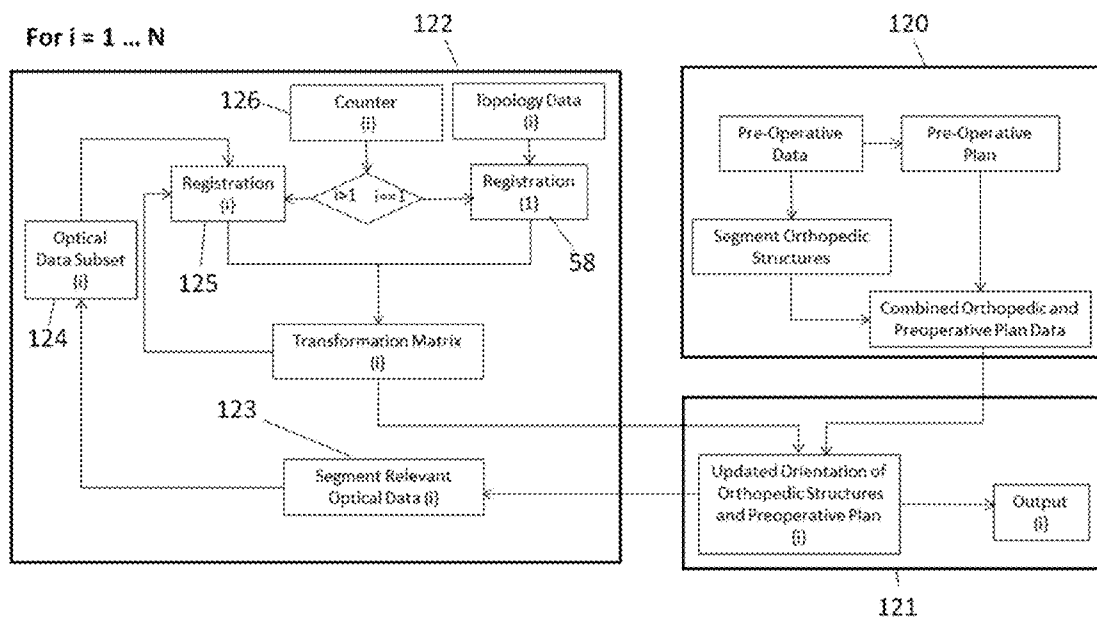 For i = 1 ... N
122
120
126
Counter
{i}
Topology Data
{i}
Pre-Operative
Data
Pre-Operative
Plan
Registration
{i}
i>1
i==1
Registration
{1}
Optical
Data Subset
{i}
125
58
Segment Orthopedic
Structures
124
Transformation Matrix
{i}
Combined Orthopedic and
Preoperative Plan Data
123
Segment Relevant
Optical Data {i}
Updated Orientation of
Orthopedic Structures
and Preoperative Plan
{i}
Output
{i}
121